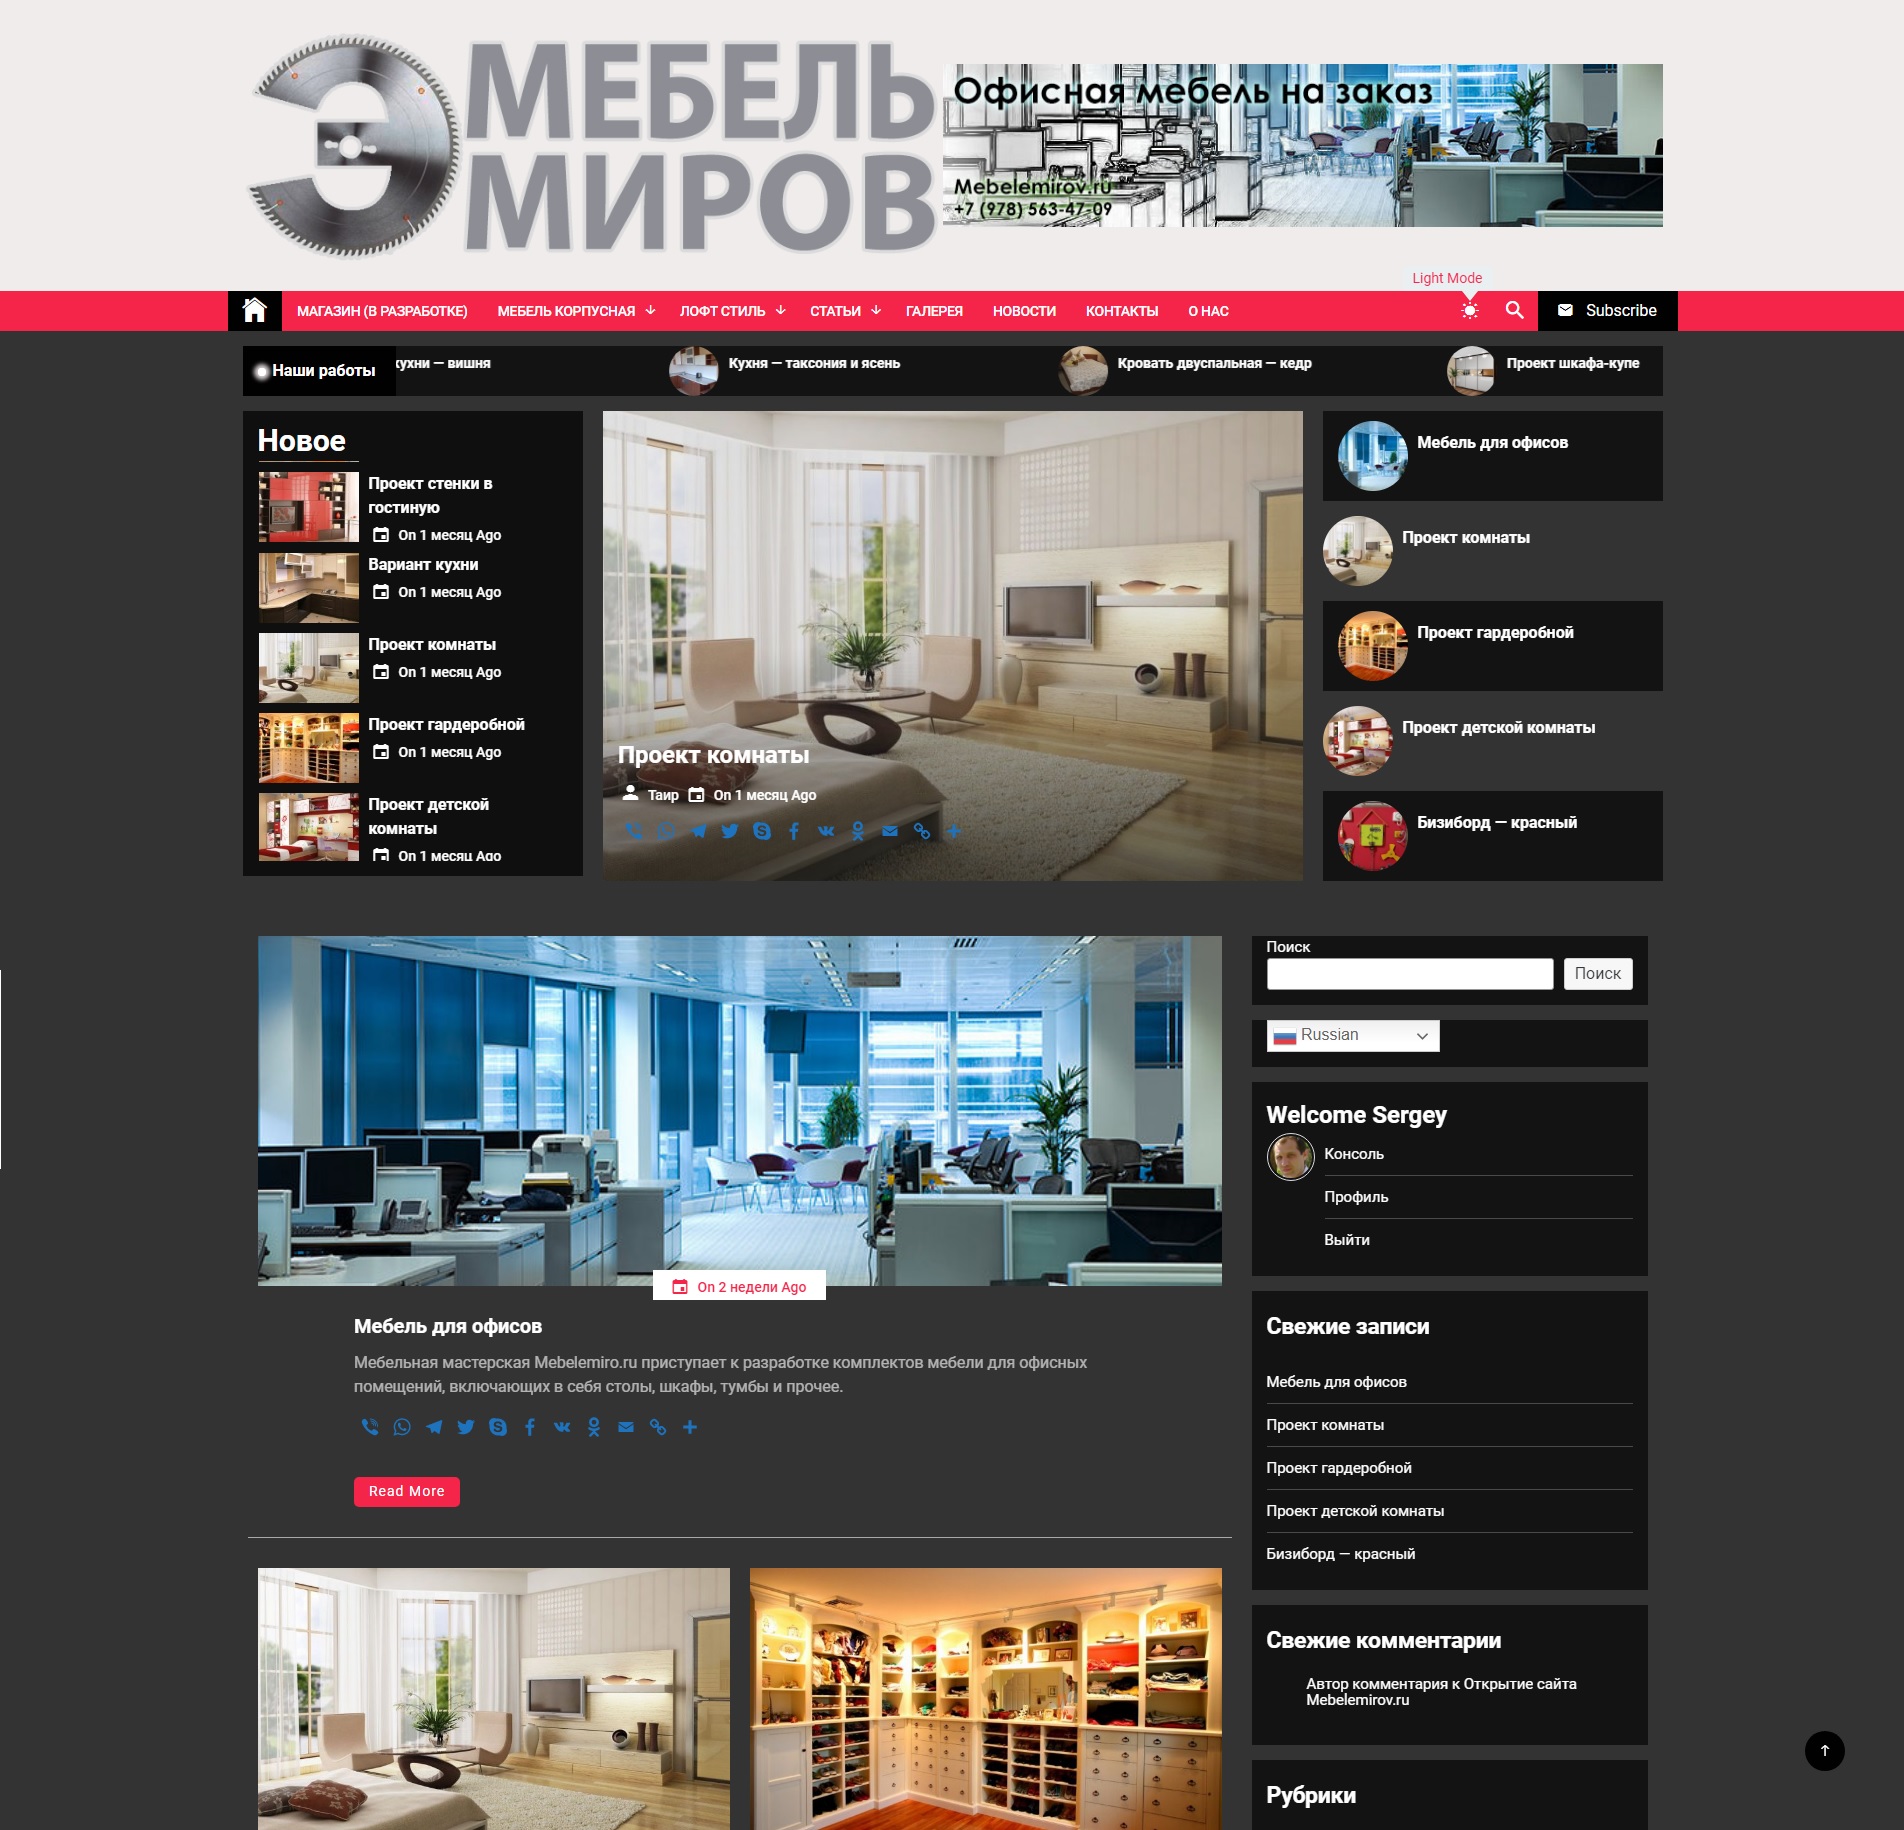 Э МЕБЕЛЬ
МИРОВ
Офисная мебель на заказ
Mebelemirov.ru
+7 (978) 563-47-09
Light Mode
МАГАЗИН (В РАЗРАБОТКЕ) МЕБЕЛЬ КОРПУСНАЯ ЛОФТ СТИЛЬ СТАТЬИ ГАЛЕРЕЯ НОВОСТИ КОНТАКТЫ О НАС Subscribe
Наши работы кухни — вишня Кухня — таксония и ясень Кровать двуспальная — кедр Проект шкафа-купе
Новое
Проект стенки в
гостиную
On 1 месяц Ago
Вариант кухни
On 1 месяц Ago
Проект комнаты
On 1 месяц Ago
Проект гардеробной
On 1 месяц Ago
Проект детской
комнаты
On 1 месяц Ago
Проект комнаты
Таир On 1 месяц Ago
Мебель для офисов
Проект комнаты
Проект гардеробной
Проект детской комнаты
Бизиборд — красный
On 2 недели Ago
Мебель для офисов
Мебельная мастерская Mebelemiro.ru приступает к разработке комплектов мебели для офисных
помещений, включающих в себя столы, шкафы, тумбы и прочее.
Read More
Поиск
Поиск
Russian
Welcome Sergey
Консоль
Профиль
Выйти
Свежие записи
Мебель для офисов
Проект комнаты
Проект гардеробной
Проект детской комнаты
Бизиборд — красный
Свежие комментарии
Автор комментария к Открытие сайта
Mebelemirov.ru
Рубрики